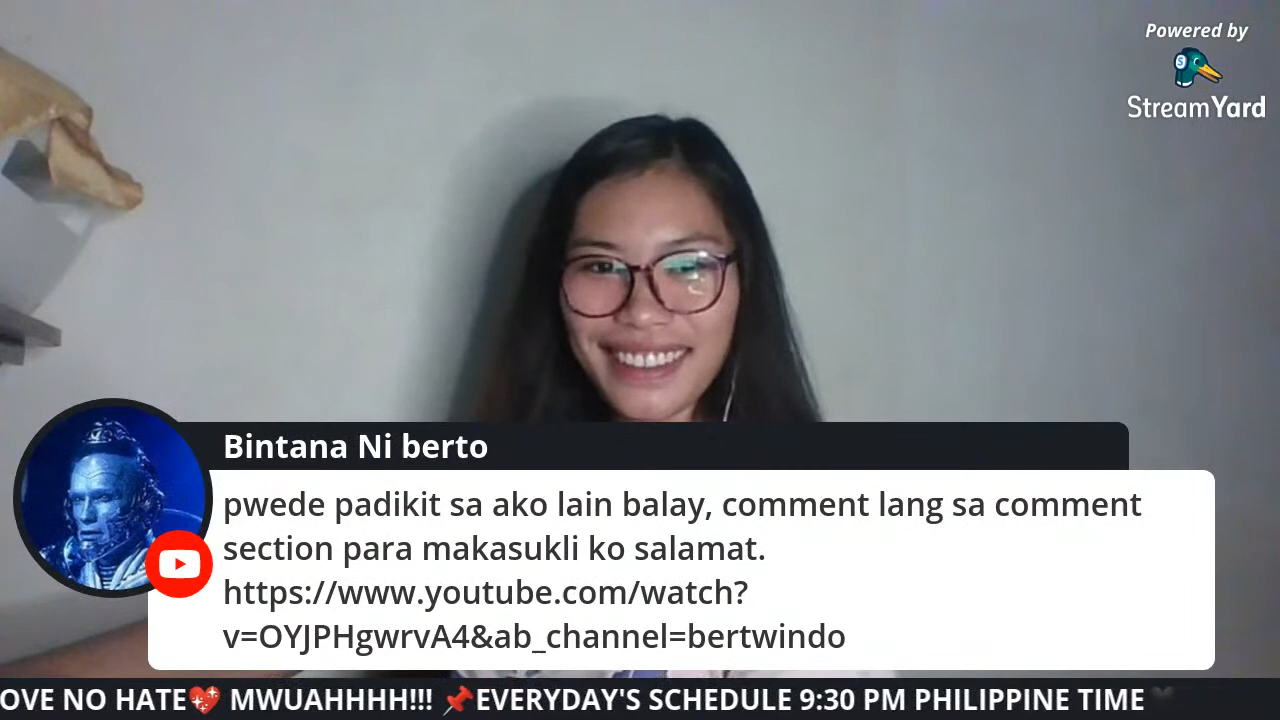 Powered by
StreamYard
Bintana Ni berto
pwede padikit sa ako lain balay, comment lang sa comment
section para makasukli ko salamat.
https://www.youtube.com/watch?
v=OYJPHgwrvA4&ab_channel=bertwindo
OVE NO HATE💖 MWUAHHHH!!! 📌EVERYDAY'S SCHEDULE 9:30 PM PHILIPPINE TIME🖤